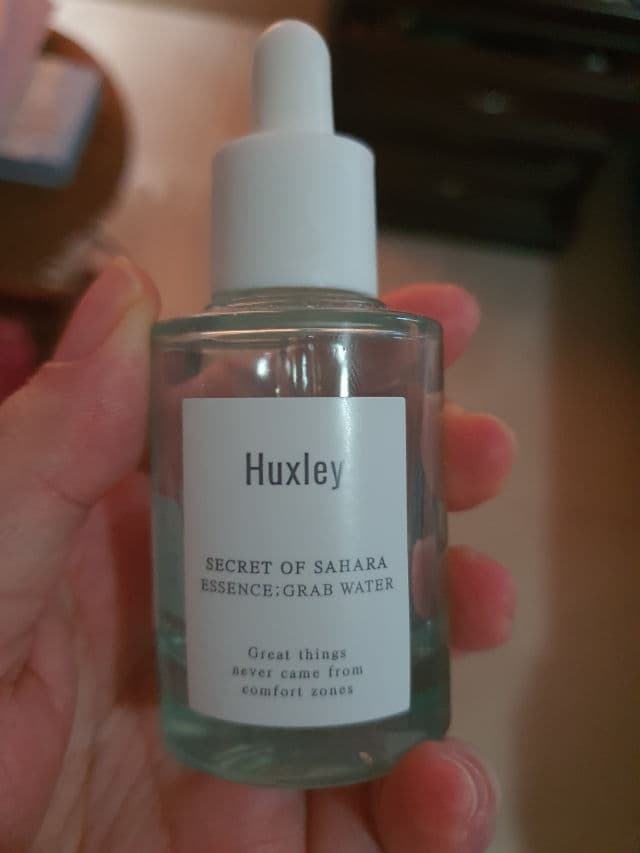 Huxley
SECRET OF SAHARA
ESSENCE;GRAB WATER
Great things
never came from
comfort zones